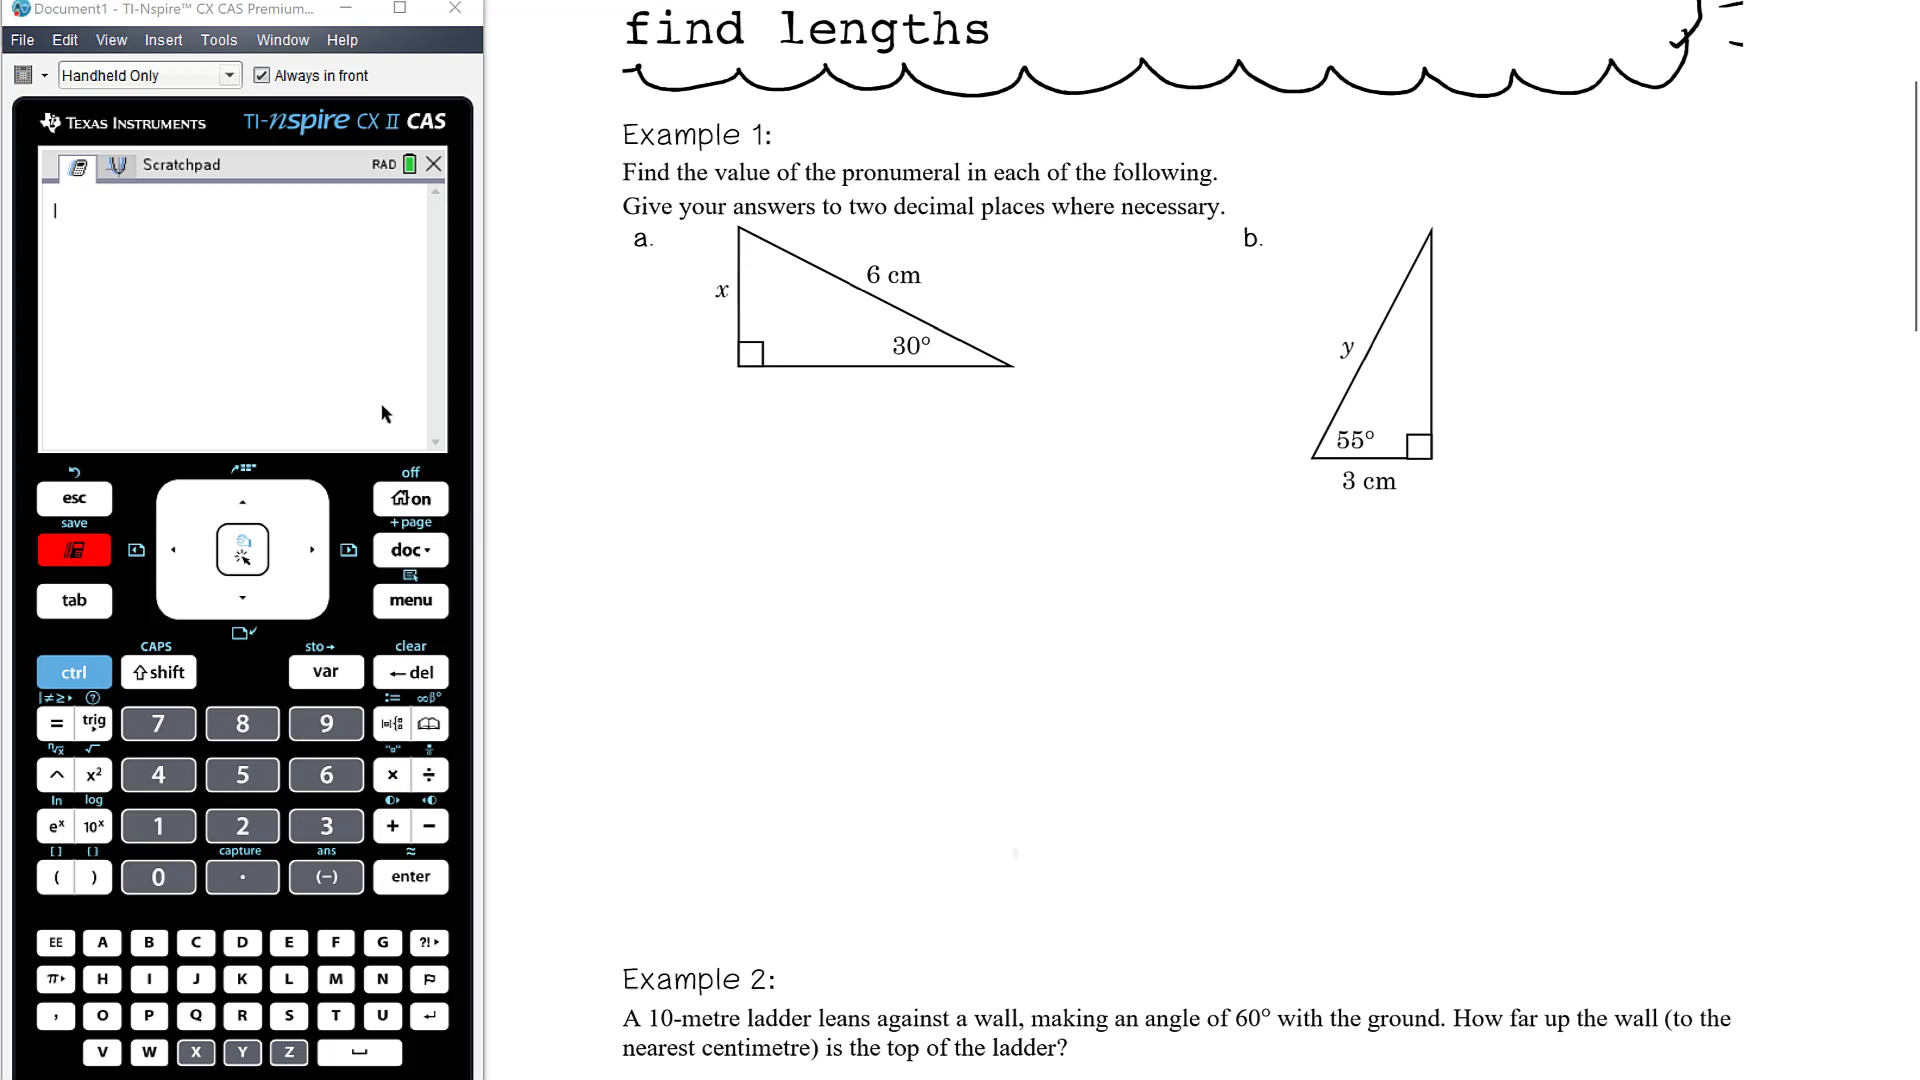 Document1 - TI-Nspire™ CX CAS Premium...
File Edit View Insert Tools Window Help
Handheld Only Always in front
TEXAS INSTRUMENTS TI-nspire CX II CAS
Scratchpad RAD
off
esc on
save + page
doc
tab menu
CAPS sto→ clear
ctrl ⇧shift var ←del
|≠≥▸ ? := ∞β°
= trig 7 8 9
ⁿ√x √
^ x² 4 5 6 × ÷
ln log
eˣ 10ˣ 1 2 3 + −
[ ] { } capture ans ≈
( ) 0 . (−) enter
EE A B C D E F G ?!▸
π▸ H I J K L M N
, O P Q R S T U ↵
V W X Y Z
find lengths
Example 1:
Find the value of the pronumeral in each of the following.
Give your answers to two decimal places where necessary.
a.
x
6 cm
30°
b.
y
55°
3 cm
Example 2:
A 10-metre ladder leans against a wall, making an angle of 60° with the ground. How far up the wall (to the
nearest centimetre) is the top of the ladder?